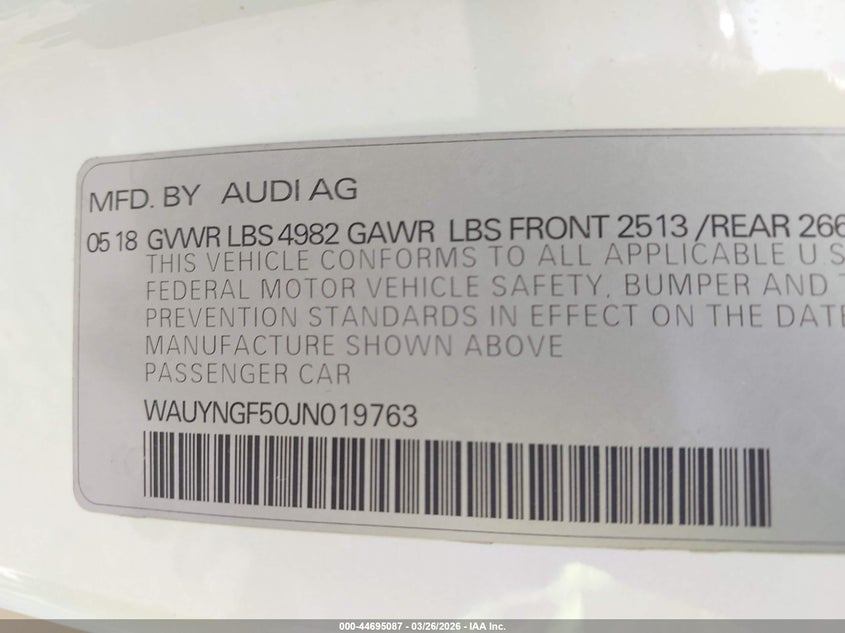 MFD. BY AUDI AG
05 18 GVWR LBS 4982 GAWR LBS FRONT 2513 /REAR 266
THIS VEHICLE CONFORMS TO ALL APPLICABLE U S
FEDERAL MOTOR VEHICLE SAFETY, BUMPER AND T
PREVENTION STANDARDS IN EFFECT ON THE DATE
MANUFACTURE SHOWN ABOVE
PASSENGER CAR
WAUYNGF50JN019763
000-44695087 - 03/26/2026 - IAA Inc.